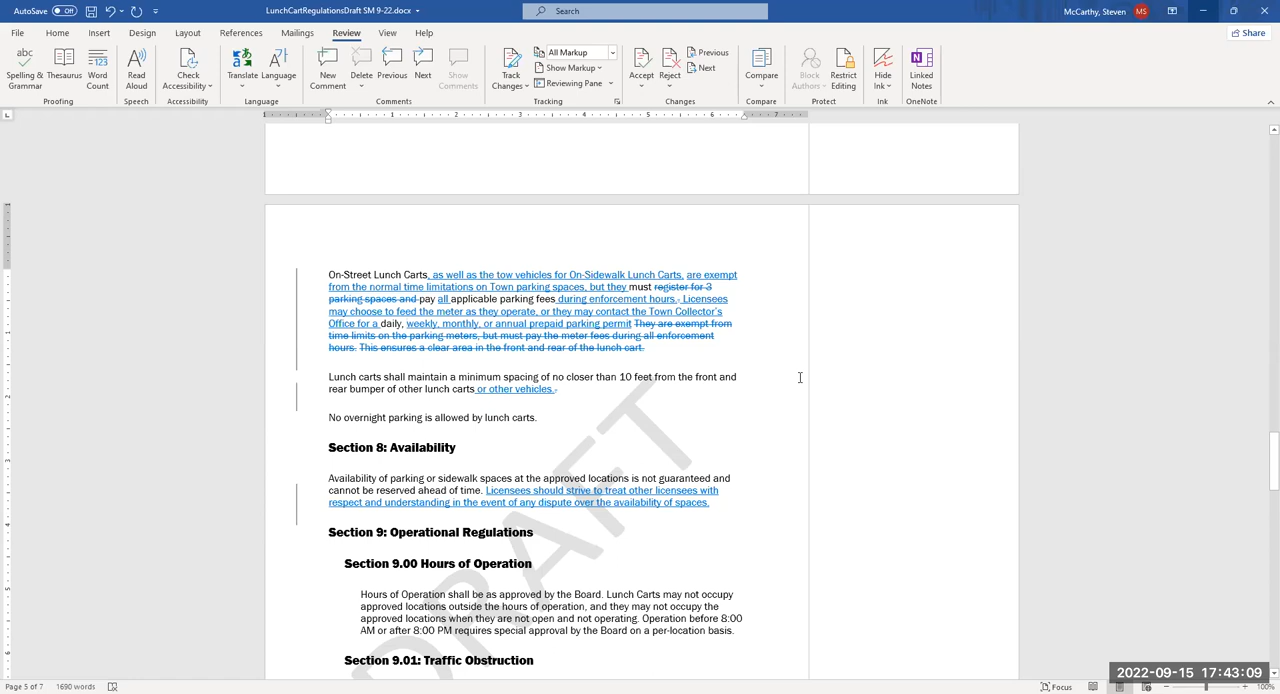 AutoSave Off LunchCartRegulationsDraft SM 9-22.docx Search McCarthy, Steven MS
File Home Insert Design Layout References Mailings Review View Help Share
Spelling & Grammar Thesaurus Word Count Read Aloud Check Accessibility Translate Language New Comment Delete Previous Next Show Comments Track Changes All Markup Show Markup Reviewing Pane Accept Reject Previous Next Compare Block Authors Restrict Editing Hide Ink Linked Notes
Proofing Speech Accessibility Language Comments Tracking Changes Compare Protect Ink OneNote
On-Street Lunch Carts, as well as the tow vehicles for On-Sidewalk Lunch Carts, are exempt
from the normal time limitations on Town parking spaces, but they must register for 3
parking spaces and pay all applicable parking fees during enforcement hours. Licensees
may choose to feed the meter as they operate, or they may contact the Town Collector's
Office for a daily, weekly, monthly, or annual prepaid parking permit They are exempt from
time limits on the parking meters, but must pay the meter fees during all enforcement
hours. This ensures a clear area in the front and rear of the lunch cart.
Lunch carts shall maintain a minimum spacing of no closer than 10 feet from the front and
rear bumper of other lunch carts or other vehicles.
No overnight parking is allowed by lunch carts.
Section 8: Availability
Availability of parking or sidewalk spaces at the approved locations is not guaranteed and
cannot be reserved ahead of time. Licensees should strive to treat other licensees with
respect and understanding in the event of any dispute over the availability of spaces.
Section 9: Operational Regulations
Section 9.00 Hours of Operation
Hours of Operation shall be as approved by the Board. Lunch Carts may not occupy
approved locations outside the hours of operation, and they may not occupy the
approved locations when they are not open and not operating. Operation before 8:00
AM or after 8:00 PM requires special approval by the Board on a per-location basis.
Section 9.01: Traffic Obstruction
DRAFT
2022-09-15 17:43:09
Page 5 of 7 1690 words Focus 100%